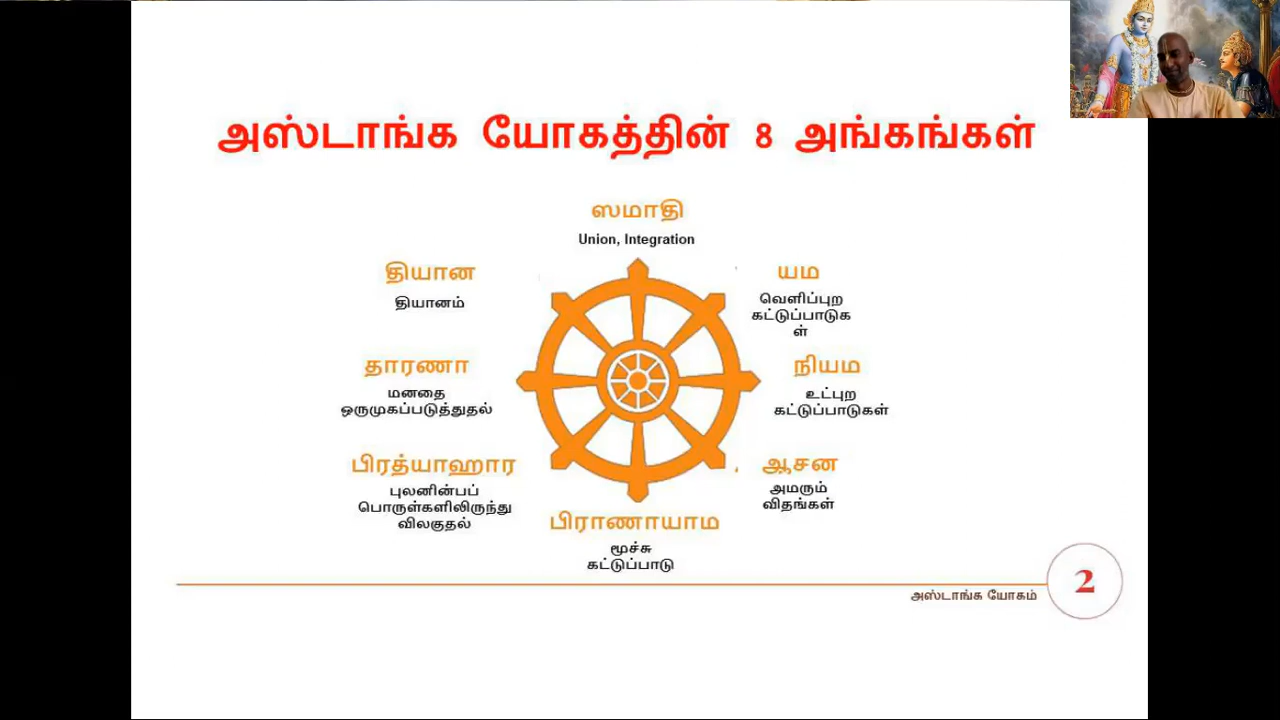 அஸ்டாங்க யோகத்தின் 8 அங்கங்கள்
ஸமாதி
Union, Integration
தியான
தியானம்
யம
வெளிப்புற
கட்டுப்பாடுக
ள்
தாரணா
மனதை
ஒருமுகப்படுத்துதல்
நியம
உட்புற
கட்டுப்பாடுகள்
பிரத்யாஹார
புலனின்பப்
பொருள்களிலிருந்து
விலகுதல்
ஆசன
அமரும்
விதங்கள்
பிராணாயாம
மூச்சு
கட்டுப்பாடு
அஸ்டாங்க யோகம்
2